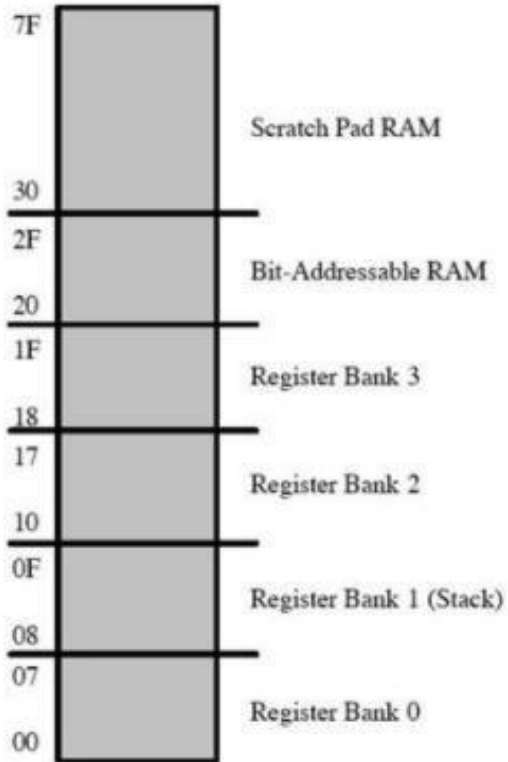 7F
Scratch Pad RAM
30
2F
Bit-Addressable RAM
20
1F
Register Bank 3
18
17
Register Bank 2
10
0F
Register Bank 1 (Stack)
08
07
Register Bank 0
00